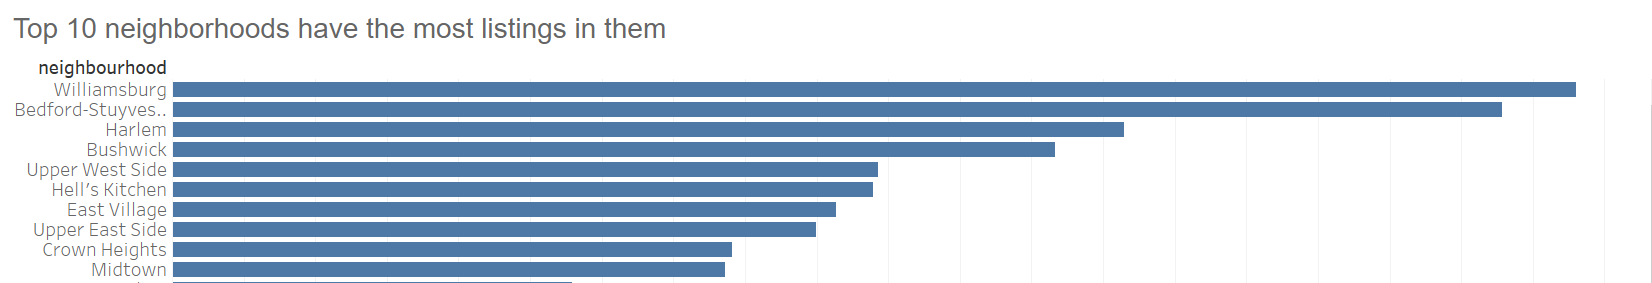 Top 10 neighborhoods have the most listings in them
neighbourhood
Williamsburg
Bedford-Stuyves..
Harlem
Bushwick
Upper West Side
Hell's Kitchen
East Village
Upper East Side
Crown Heights
Midtown